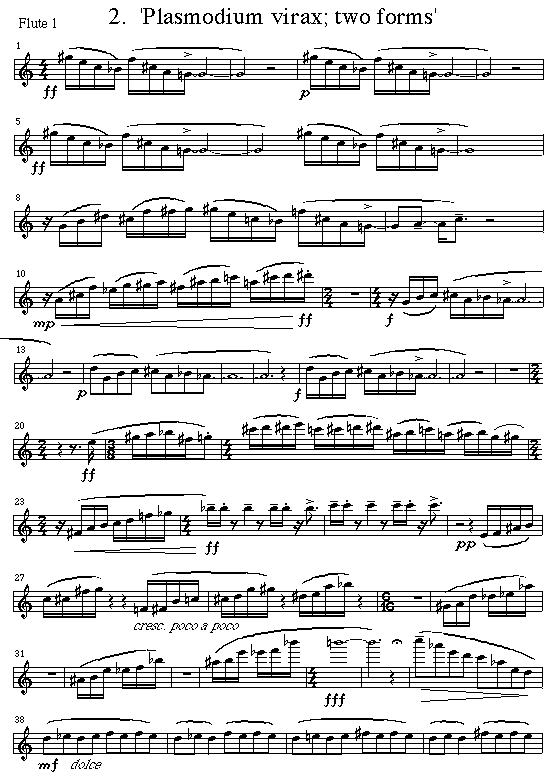 2. 'Plasmodium virax; two forms'
Flute 1
1
ff
p
5
ff
8
10
mp
ff
f
13
p
f
20
ff
23
ff
pp
27
cresc. poco a poco
31
fff
38
mf dolce